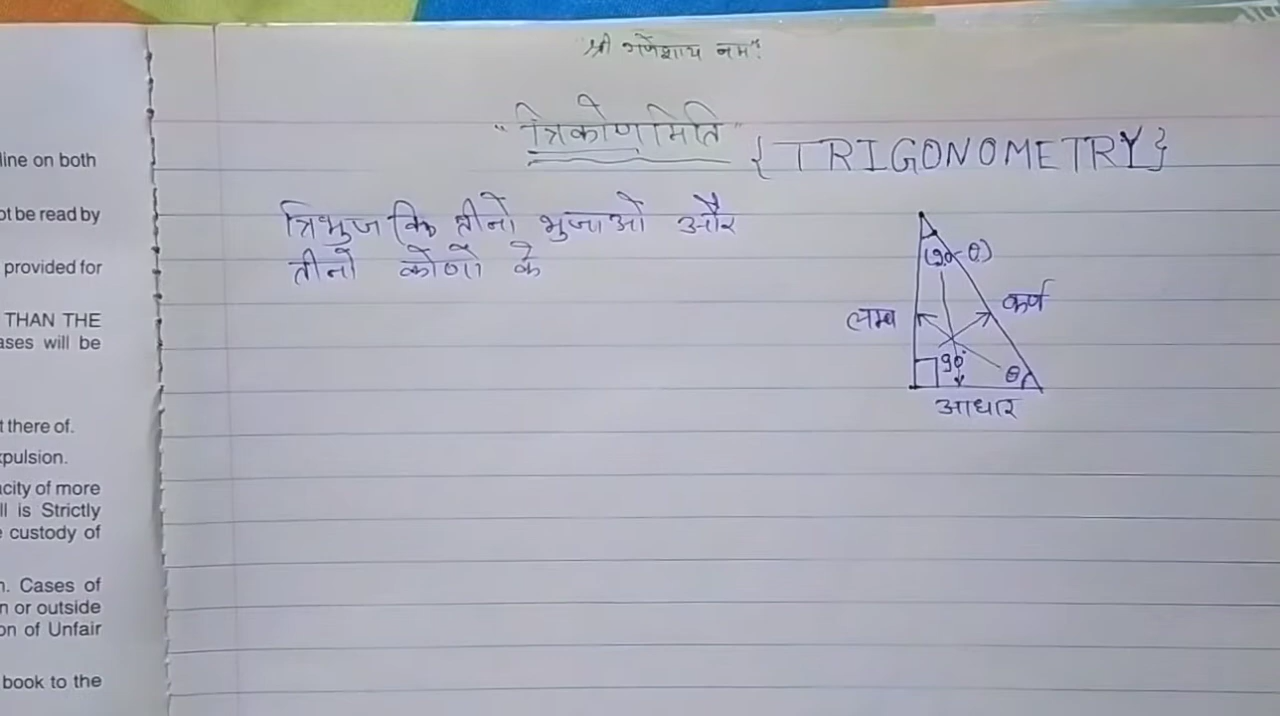 "श्री गणेशाय नमः"
"त्रिकोणमिति" {TRIGONOMETRY}
त्रिभुज कि तीनों भुजाओं और
तीनों कोणों के
(90-θ)
लम्ब
कर्ण
90°
θ
आधार
line on both
ot be read by
provided for
THAN THE
ases will be
t there of.
xpulsion.
acity of more
ll is Strictly
e custody of
n. Cases of
n or outside
on of Unfair
book to the